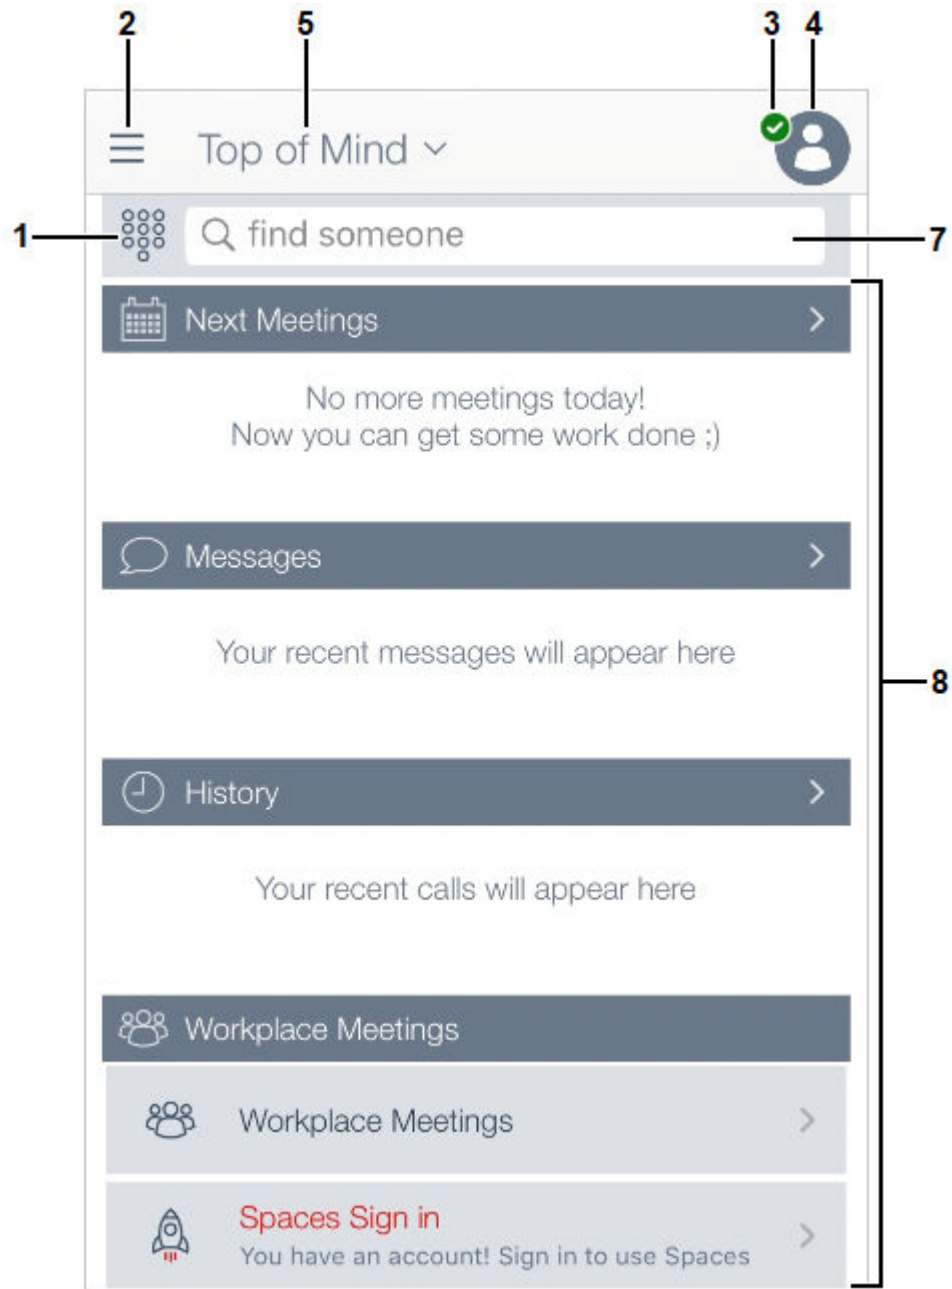 2 5 3 4
Top of Mind
1 find someone 7
Next Meetings
No more meetings today!
Now you can get some work done ;)
Messages
Your recent messages will appear here
8
History
Your recent calls will appear here
Workplace Meetings
Workplace Meetings
Spaces Sign in
You have an account! Sign in to use Spaces